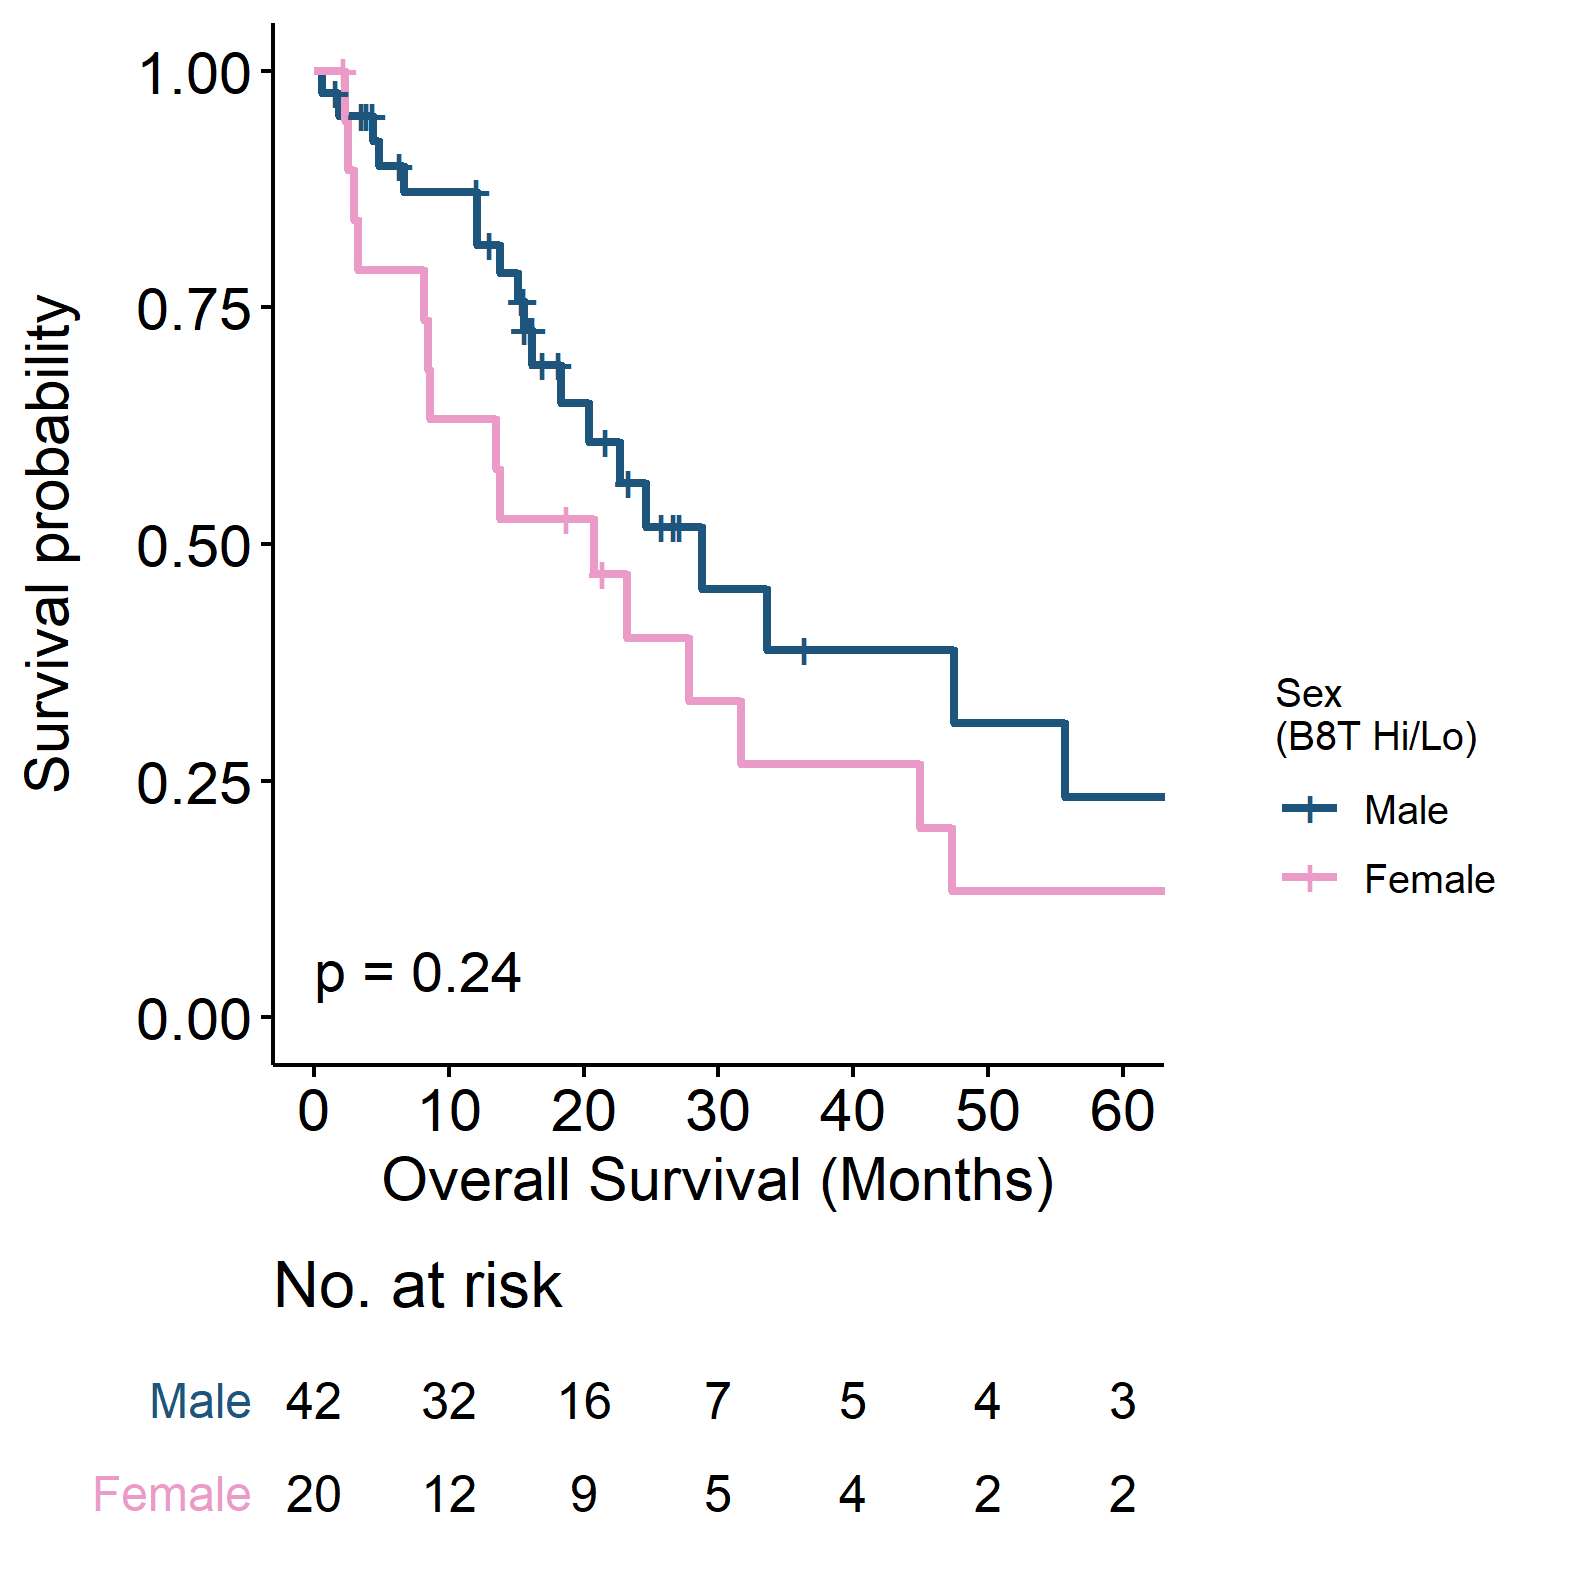 Survival probability
1.00
0.75
0.50
0.25
0.00
p = 0.24
0 10 20 30 40 50 60
Overall Survival (Months)
Sex
(B8T Hi/Lo)
Male
Female
No. at risk
Male 42 32 16 7 5 4 3
Female 20 12 9 5 4 2 2